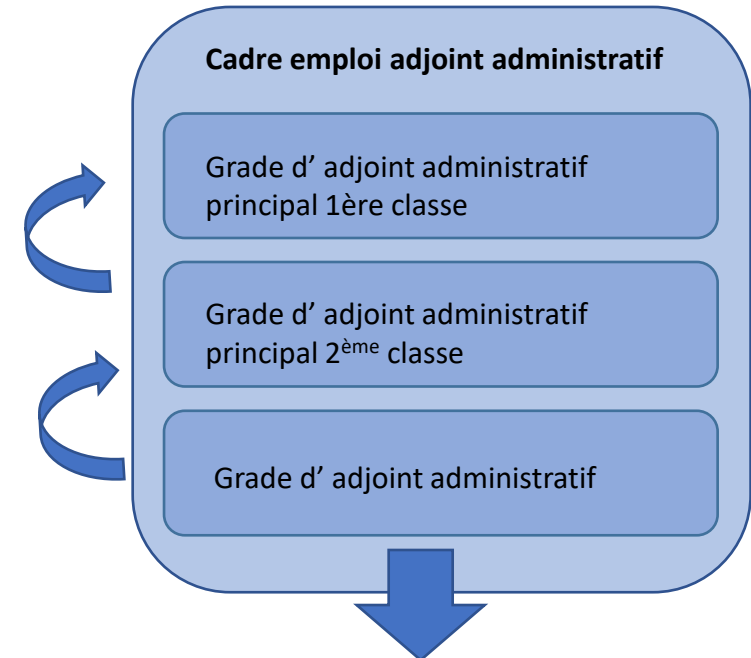 Cadre emploi adjoint administratif
Grade d’ adjoint administratif
principal 1ère classe
Grade d’ adjoint administratif
principal 2ème classe
Grade d’ adjoint administratif